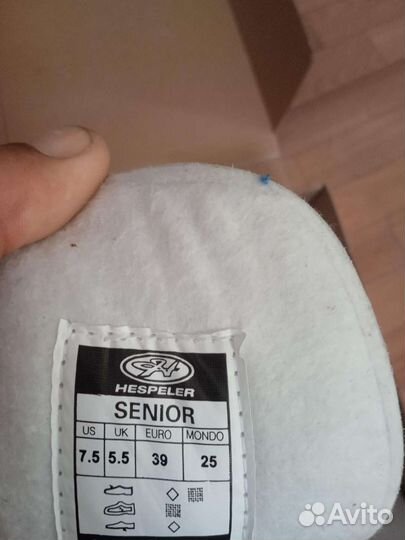 HESPELER
SENIOR
US UK EURO MONDO
7.5 5.5 39 25
Avito